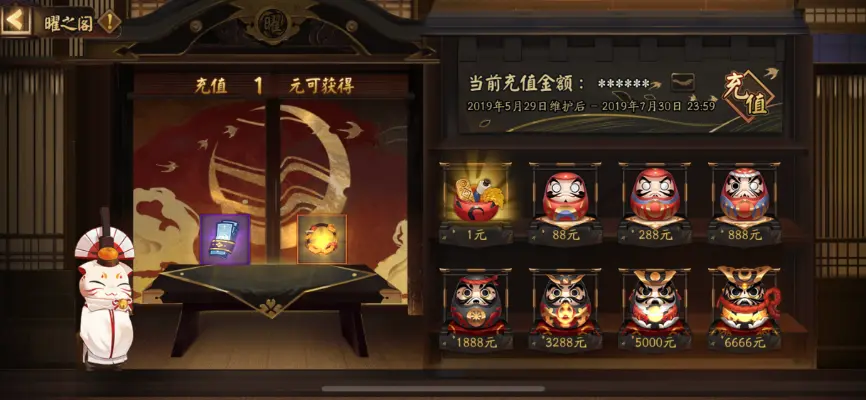 曜之阁
曜
充值 1 元可获得
当前充值金额： ******
2019年5月29日维护后 - 2019年7月30日 23:59
充值
1元
88元
288元
888元
1888元
3288元
5000元
6666元